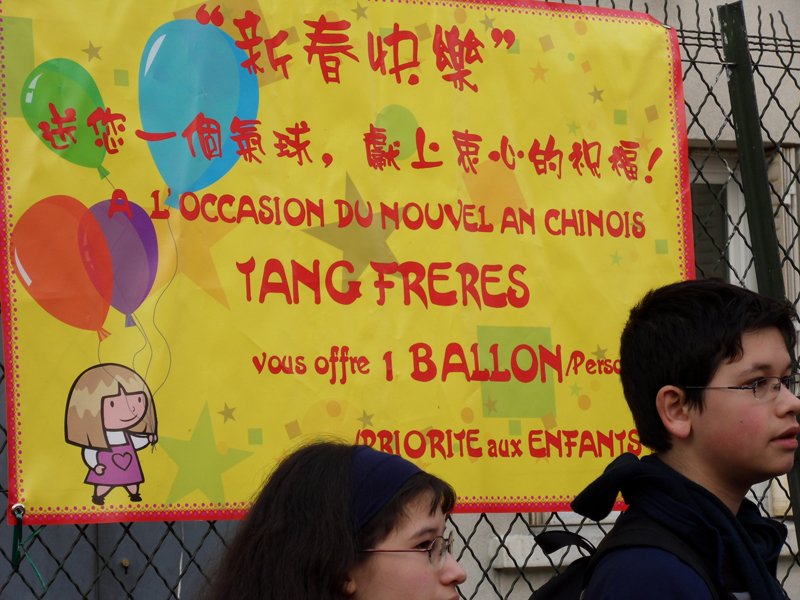 “新春快樂”
送您一個氣球，獻上衷心的祝福！
A L'OCCASION DU NOUVEL AN CHINOIS
TANG FRERES
vous offre 1 BALLON/Perso
/PRIORITE aux ENFANTS